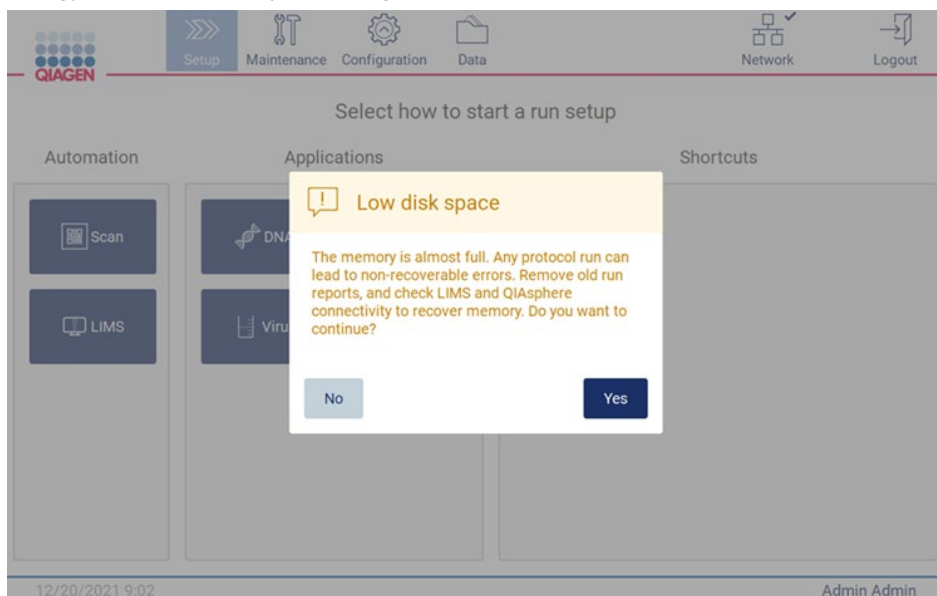 Setup
Maintenance
Configuration
Data
Network
Logout
QIAGEN
Select how to start a run setup
Automation
Applications
Shortcuts
Scan
DNA
LIMS
Viru
Low disk space
The memory is almost full. Any protocol run can
lead to non-recoverable errors. Remove old run
reports, and check LIMS and QIAsphere
connectivity to recover memory. Do you want to
continue?
No
Yes
12/20/2021 9:02
Admin Admin